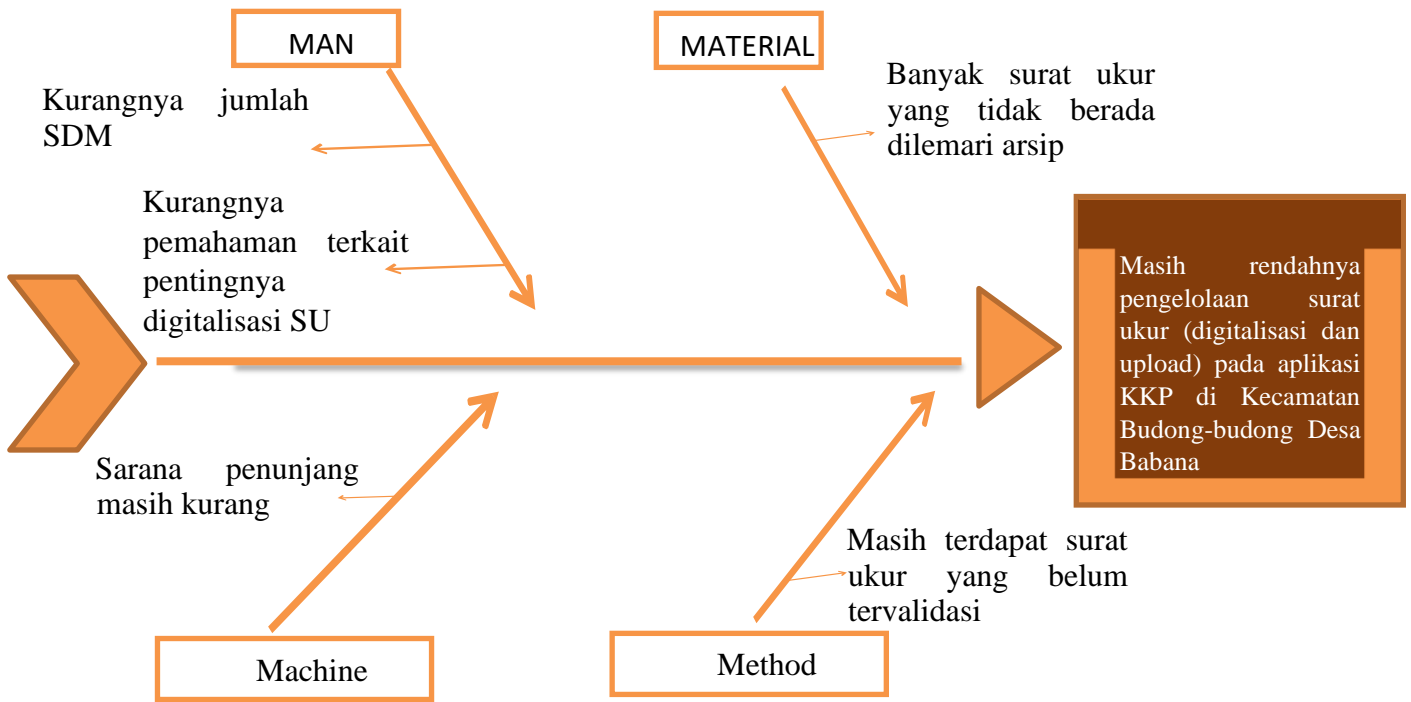 MAN
MATERIAL
Kurangnya jumlah
SDM
Banyak surat ukur
yang tidak berada
dilemari arsip
Kurangnya
pemahaman terkait
pentingnya
digitalisasi SU
Masih rendahnya
pengelolaan surat
ukur (digitalisasi dan
upload) pada aplikasi
KKP di Kecamatan
Budong-budong Desa
Babana
Sarana penunjang
masih kurang
Masih terdapat surat
ukur yang belum
tervalidasi
Machine
Method